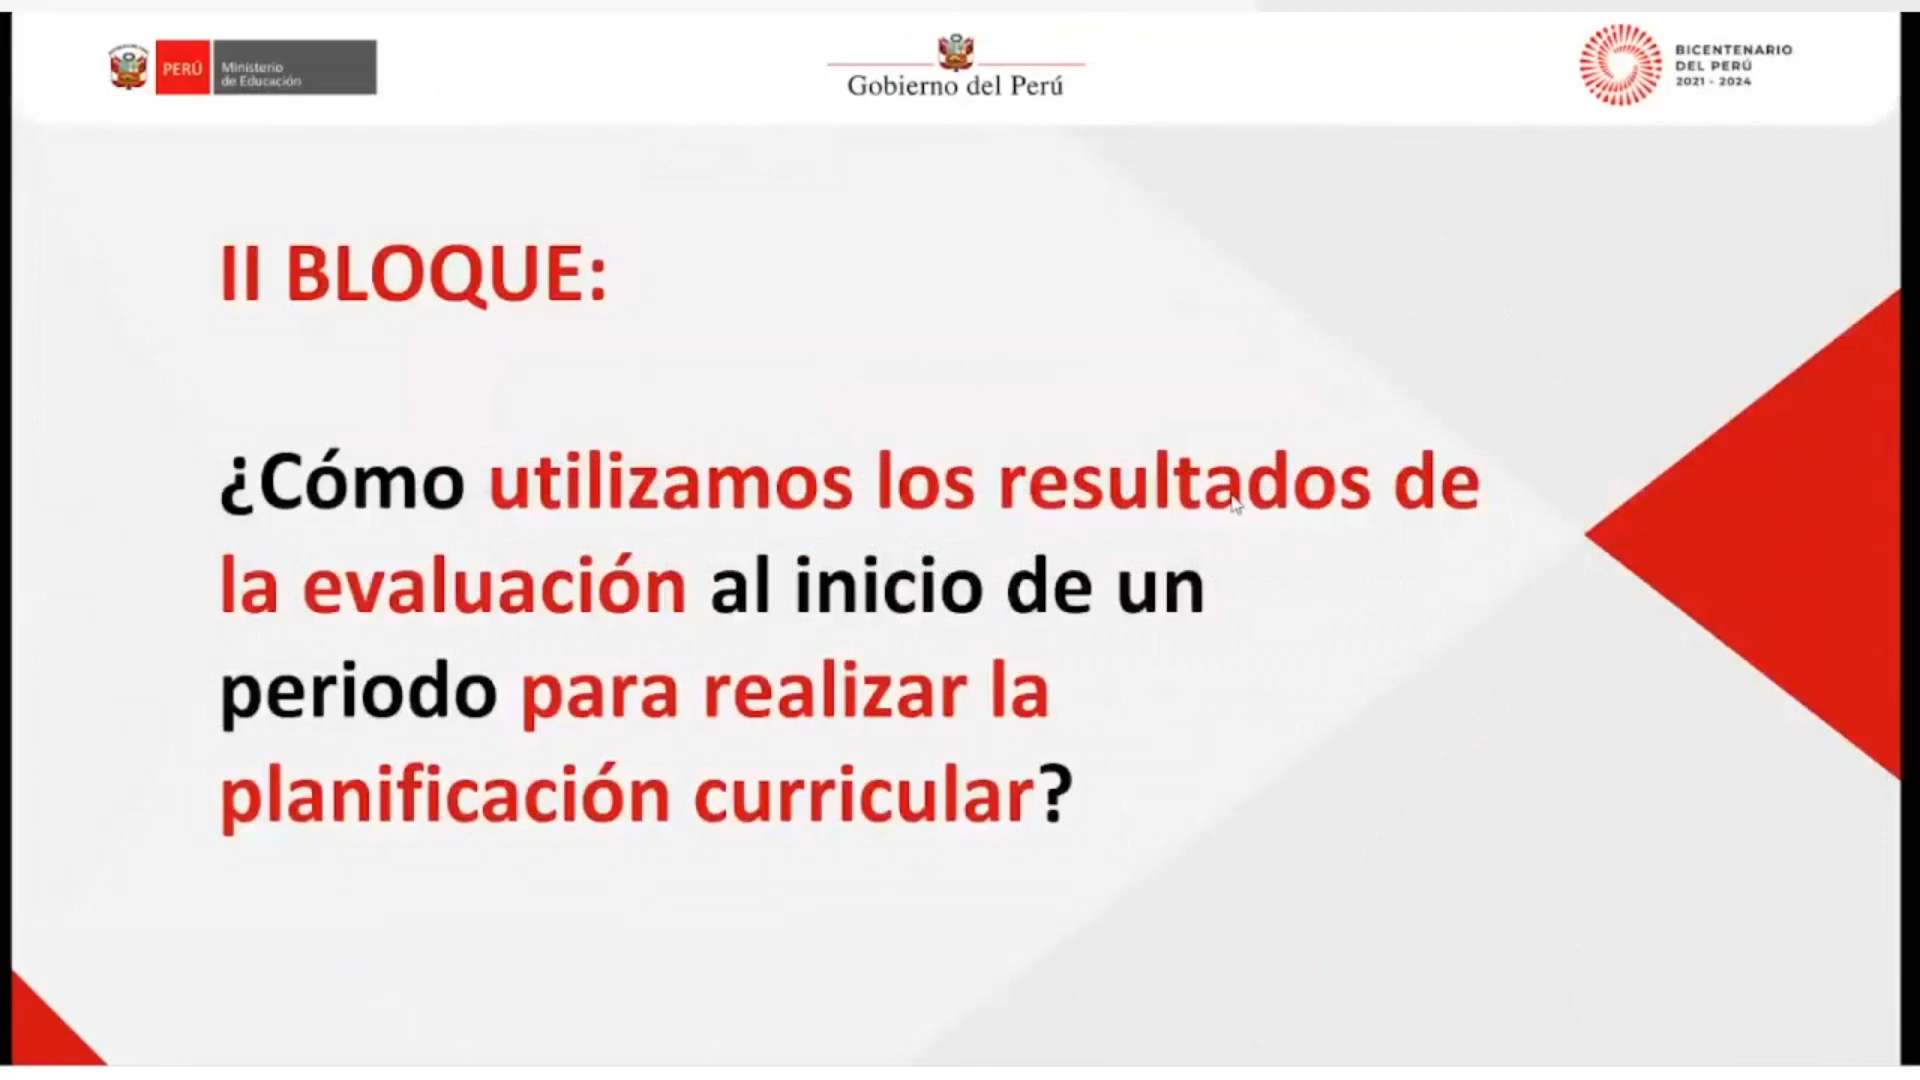 PERÚ
Ministerio
de Educación
Gobierno del Perú
BICENTENARIO
DEL PERÚ
2021 - 2024
II BLOQUE:
¿Cómo utilizamos los resultados de
la evaluación al inicio de un
periodo para realizar la
planificación curricular?